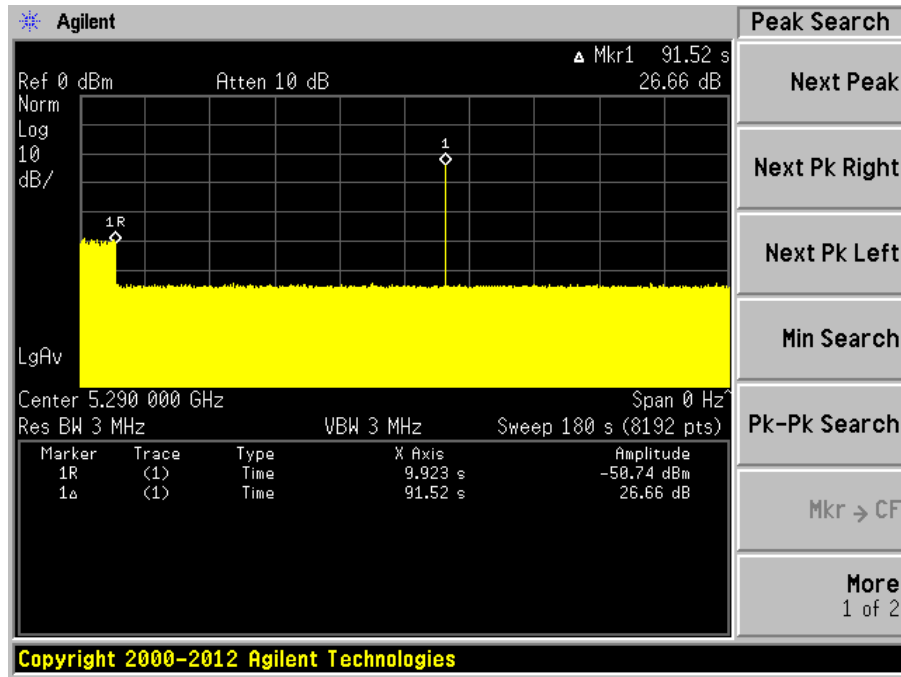 Agilent
Peak Search
Δ Mkr1 91.52 s
Ref 0 dBm Atten 10 dB 26.66 dB
Norm
Log
10
dB/
1
1R
LgAv
Center 5.290 000 GHz Span 0 Hz^
Res BW 3 MHz VBW 3 MHz Sweep 180 s (8192 pts)
Marker Trace Type X Axis Amplitude
1R (1) Time 9.923 s -50.74 dBm
1Δ (1) Time 91.52 s 26.66 dB
Next Peak
Next Pk Right
Next Pk Left
Min Search
Pk-Pk Search
Mkr → CF
More
1 of 2
Copyright 2000-2012 Agilent Technologies